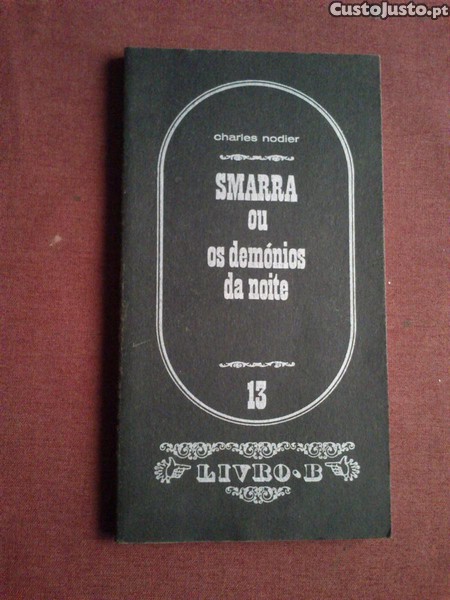 CustoJusto.pt
charles nodier
SMARRA
ou
os demónios
da noite
13
LIVRO·B